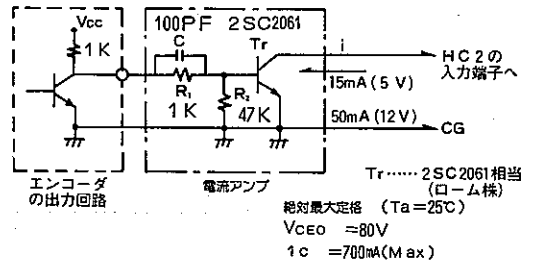 100PF 2SC2061
Vcc
1K
C
Tr
i
HC2の
入力端子へ
15mA(5V)
R₁
1K
R₂
47K
50mA(12V)
CG
エンコーダ
の出力回路
電流アンプ
Tr……2SC2061相当
(ローム株)
絶対最大定格 (Ta=25℃)
VCEO =80V
1c =700mA(Max)